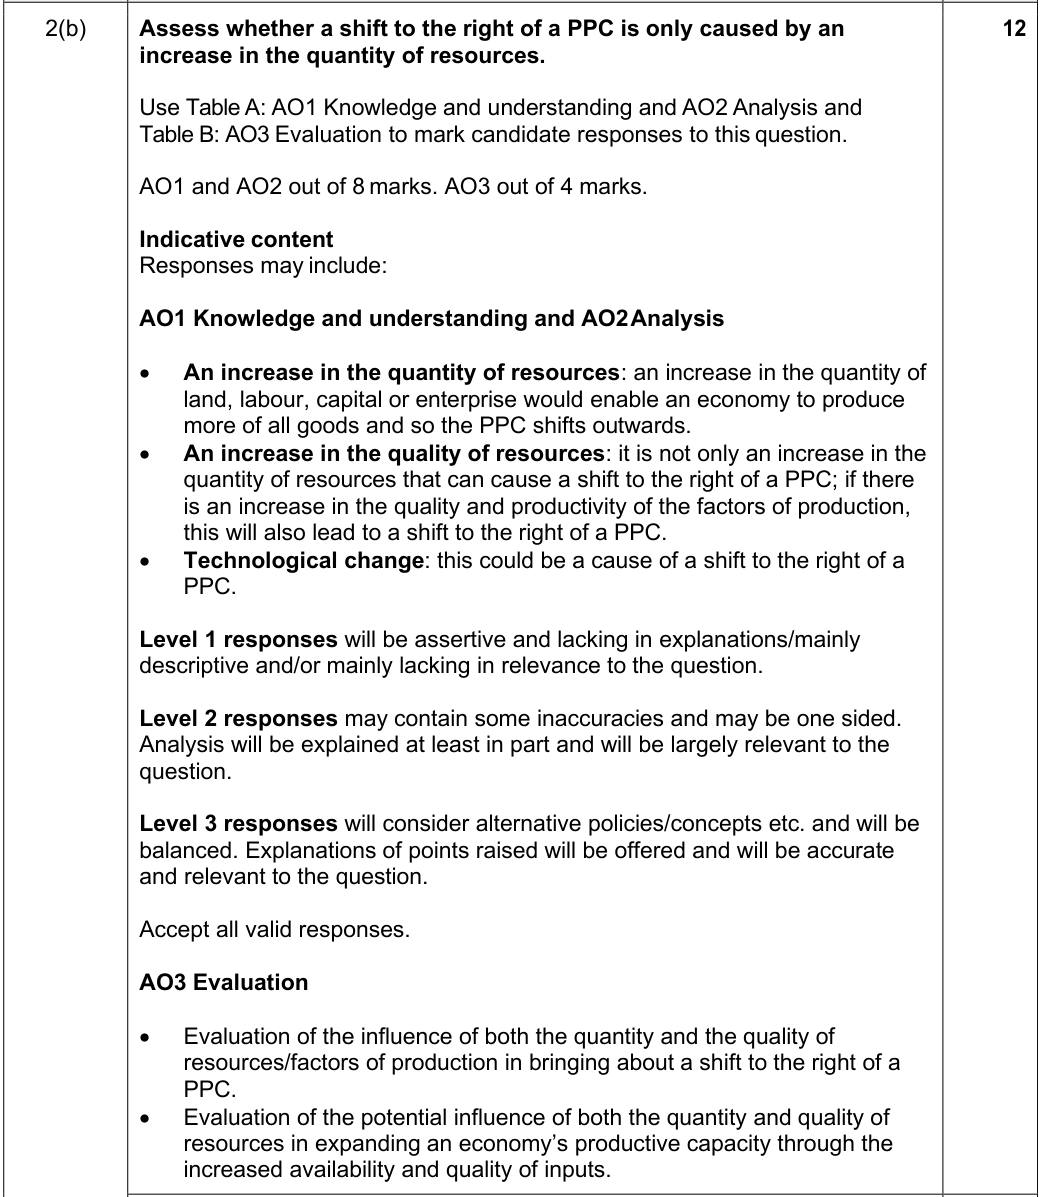 2(b) Assess whether a shift to the right of a PPC is only caused by an 12
increase in the quantity of resources.
Use Table A: AO1 Knowledge and understanding and AO2 Analysis and
Table B: AO3 Evaluation to mark candidate responses to this question.
AO1 and AO2 out of 8 marks. AO3 out of 4 marks.
Indicative content
Responses may include:
AO1 Knowledge and understanding and AO2 Analysis
• An increase in the quantity of resources: an increase in the quantity of
land, labour, capital or enterprise would enable an economy to produce
more of all goods and so the PPC shifts outwards.
• An increase in the quality of resources: it is not only an increase in the
quantity of resources that can cause a shift to the right of a PPC; if there
is an increase in the quality and productivity of the factors of production,
this will also lead to a shift to the right of a PPC.
• Technological change: this could be a cause of a shift to the right of a
PPC.
Level 1 responses will be assertive and lacking in explanations/mainly
descriptive and/or mainly lacking in relevance to the question.
Level 2 responses may contain some inaccuracies and may be one sided.
Analysis will be explained at least in part and will be largely relevant to the
question.
Level 3 responses will consider alternative policies/concepts etc. and will be
balanced. Explanations of points raised will be offered and will be accurate
and relevant to the question.
Accept all valid responses.
AO3 Evaluation
• Evaluation of the influence of both the quantity and the quality of
resources/factors of production in bringing about a shift to the right of a
PPC.
• Evaluation of the potential influence of both the quantity and quality of
resources in expanding an economy’s productive capacity through the
increased availability and quality of inputs.